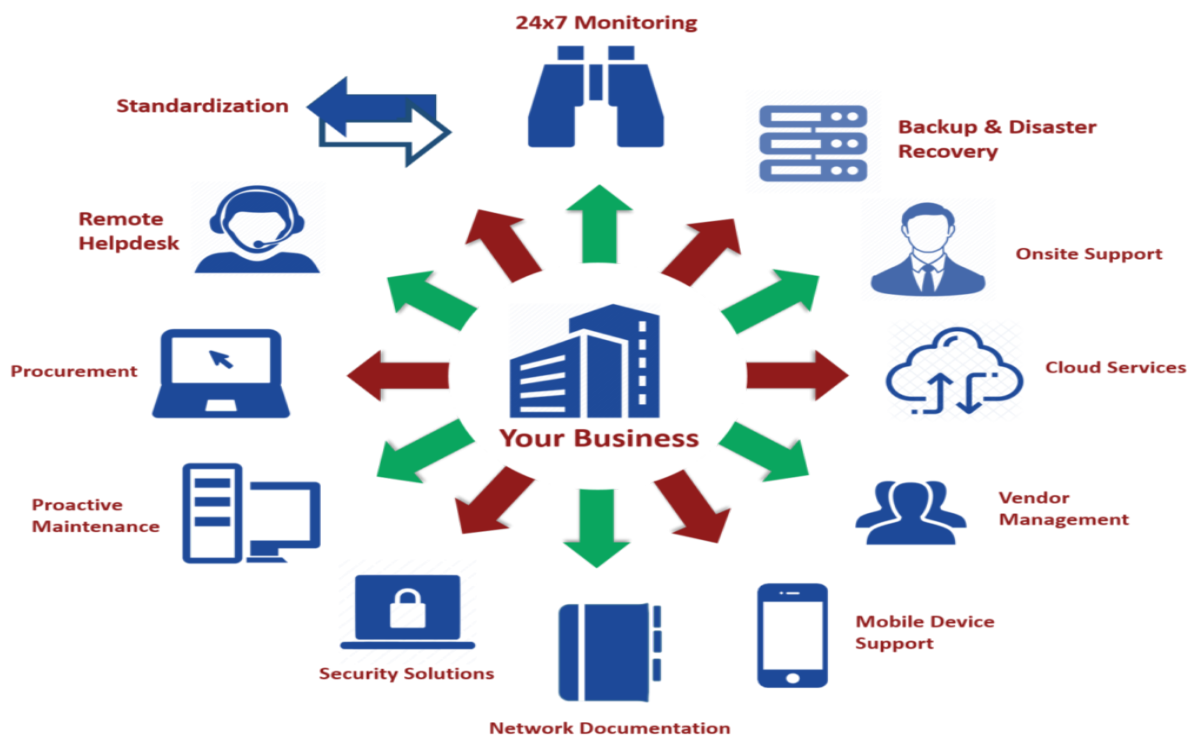 24x7 Monitoring
Standardization
Backup & Disaster
Recovery
Remote
Helpdesk
Onsite Support
Procurement
Cloud Services
Your Business
Proactive
Maintenance
Vendor
Management
Mobile Device
Support
Security Solutions
Network Documentation